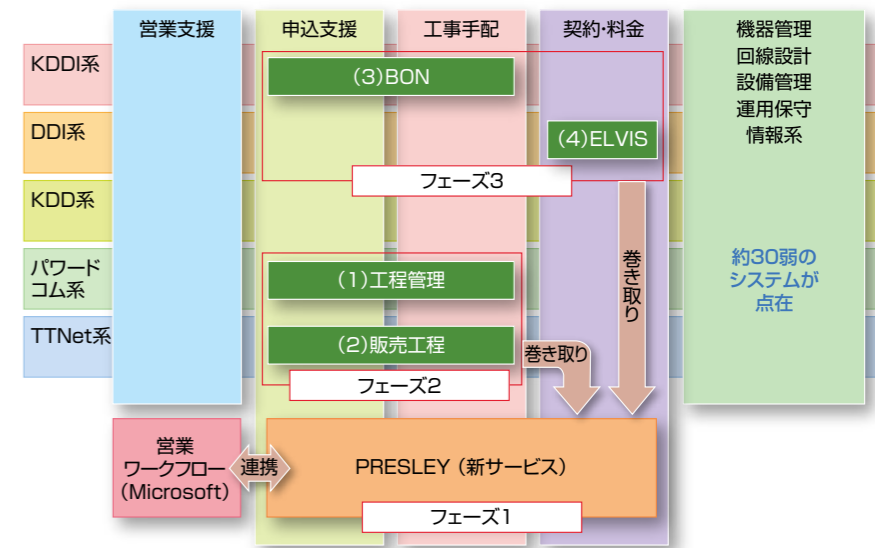 営業支援
申込支援
工事手配
契約・料金
機器管理
回線設計
設備管理
運用保守
情報系
KDDI系
(3)BON
DDI系
(4)ELVIS
フェーズ3
KDD系
パワード
コム系
(1)工程管理
巻き取り
約30弱の
システムが
点在
TTNet系
(2)販売工程
巻き取り
フェーズ2
営業
ワークフロー
(Microsoft)
連携
PRESLEY(新サービス)
フェーズ1